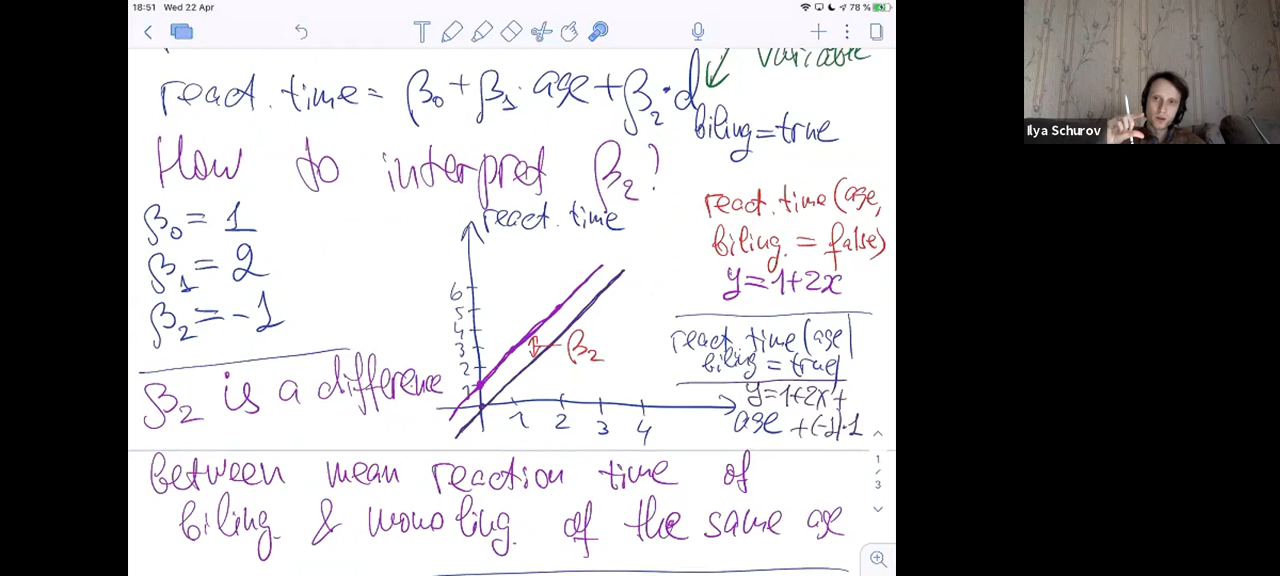 18:51 Wed 22 Apr
78 %
T
variable
react. time = β₀ + β₁ · age + β₂ · d
biling = true
How to interpret β₂?
β₀ = 1
β₁ = 2
β₂ = -1
react. time
6
5
4
3
2
1
1 2 3 4
β₂
age
react. time (age,
biling. = false)
y = 1 + 2x
react. time (age|
biling = true|
y = 1 + 2x +
+ (-1) · 1
β₂ is a difference
between mean reaction time of
biling. & monoling. of the same age
1
/
3
Ilya Schurov